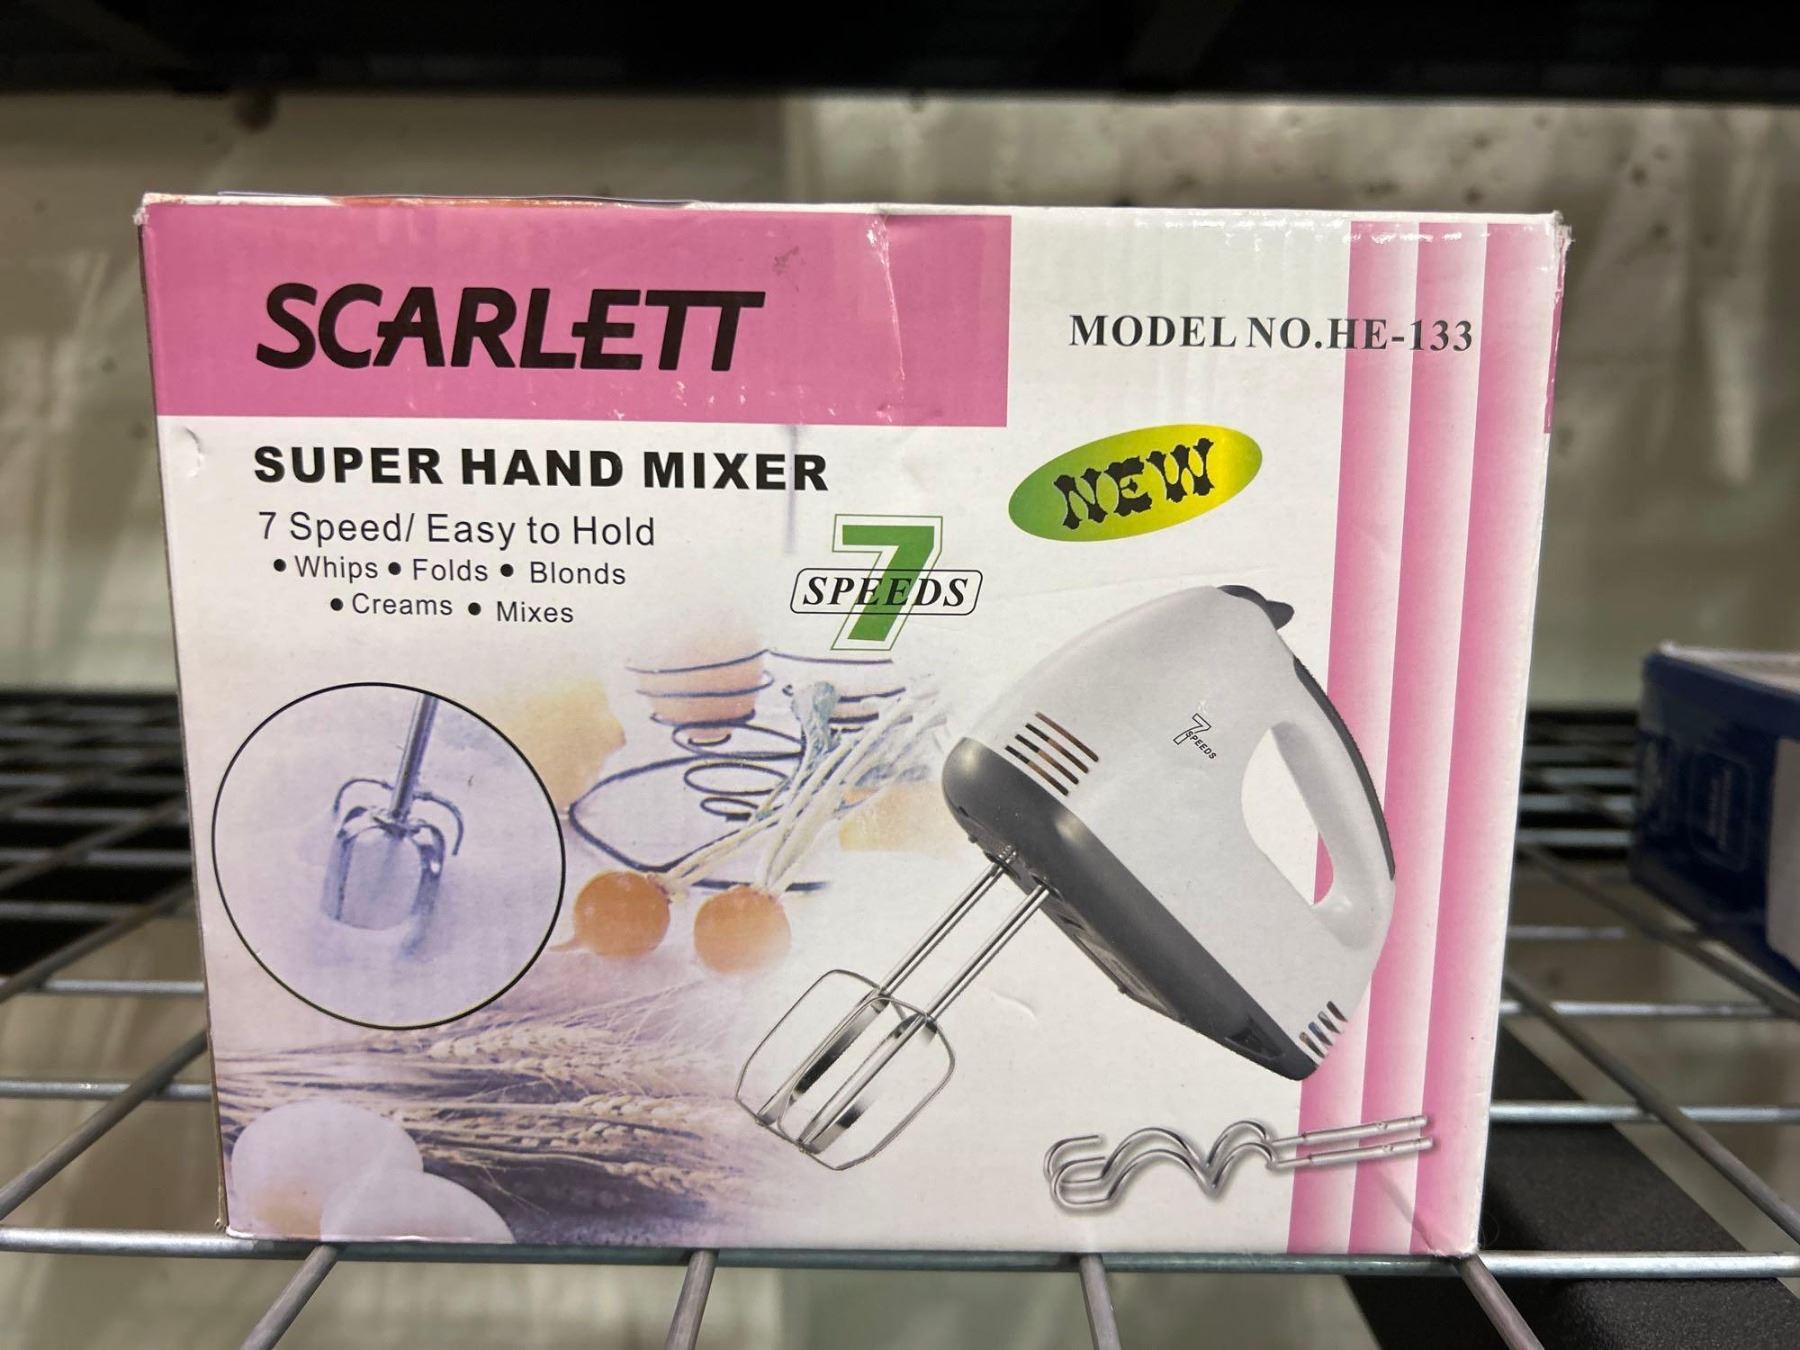 SCARLETT
MODEL NO.HE-133
SUPER HAND MIXER
NEW
7 Speed/ Easy to Hold
• Whips • Folds • Blonds
• Creams • Mixes
7
SPEEDS
7
SPEEDS